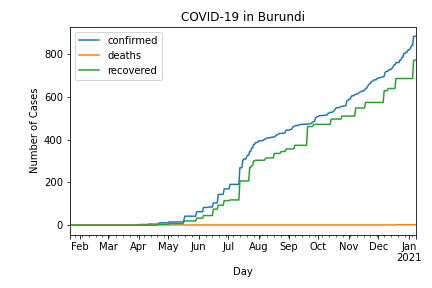 COVID-19 in Burundi
confirmed
deaths
recovered
Number of Cases
800
600
400
200
0
Feb Mar Apr May Jun Jul Aug Sep Oct Nov Dec Jan
2021
Day